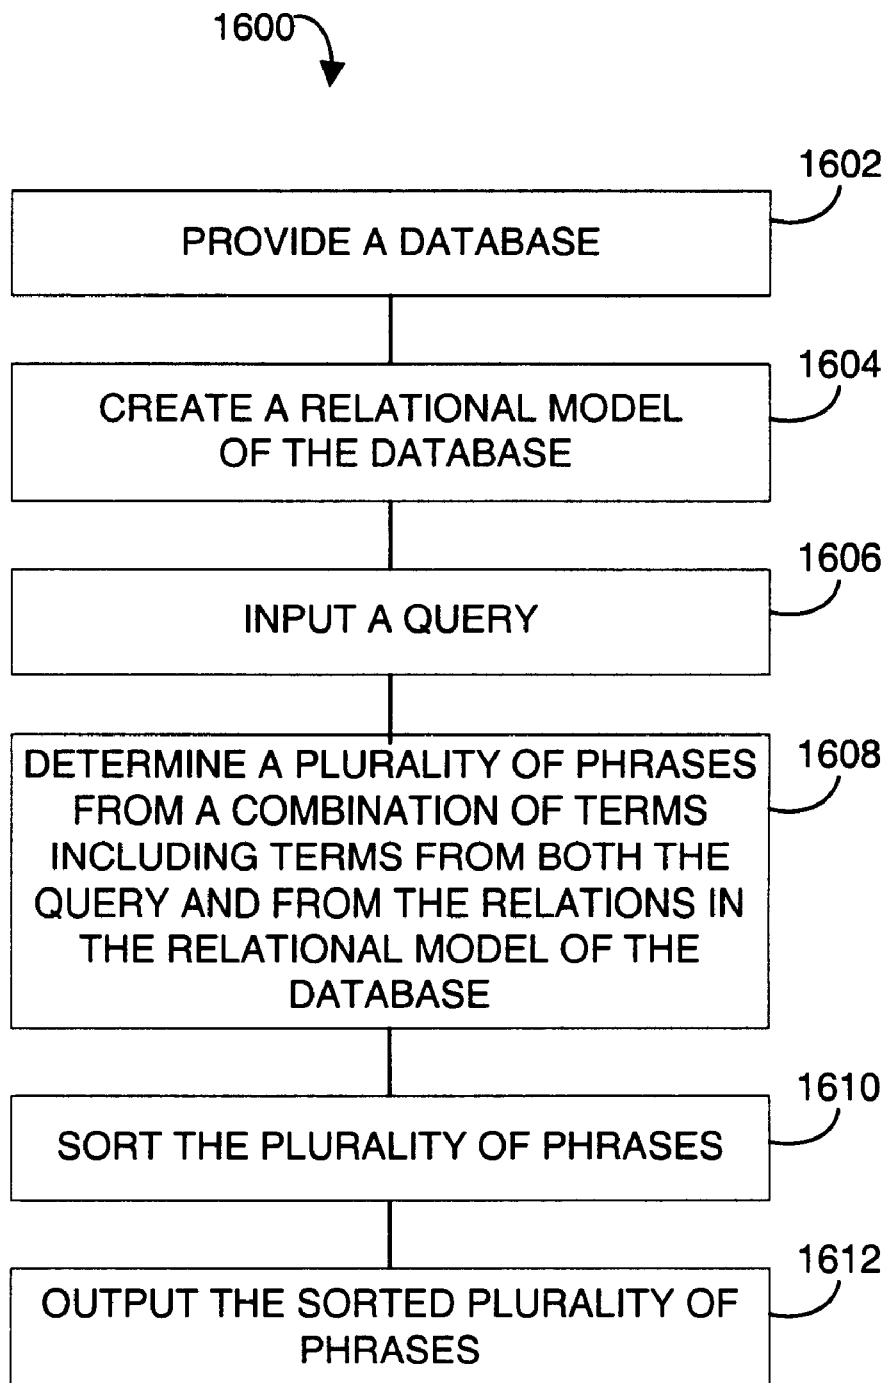 1600
1602
PROVIDE A DATABASE
1604
CREATE A RELATIONAL MODEL
OF THE DATABASE
1606
INPUT A QUERY
1608
DETERMINE A PLURALITY OF PHRASES
FROM A COMBINATION OF TERMS
INCLUDING TERMS FROM BOTH THE
QUERY AND FROM THE RELATIONS IN
THE RELATIONAL MODEL OF THE
DATABASE
1610
SORT THE PLURALITY OF PHRASES
1612
OUTPUT THE SORTED PLURALITY OF
PHRASES